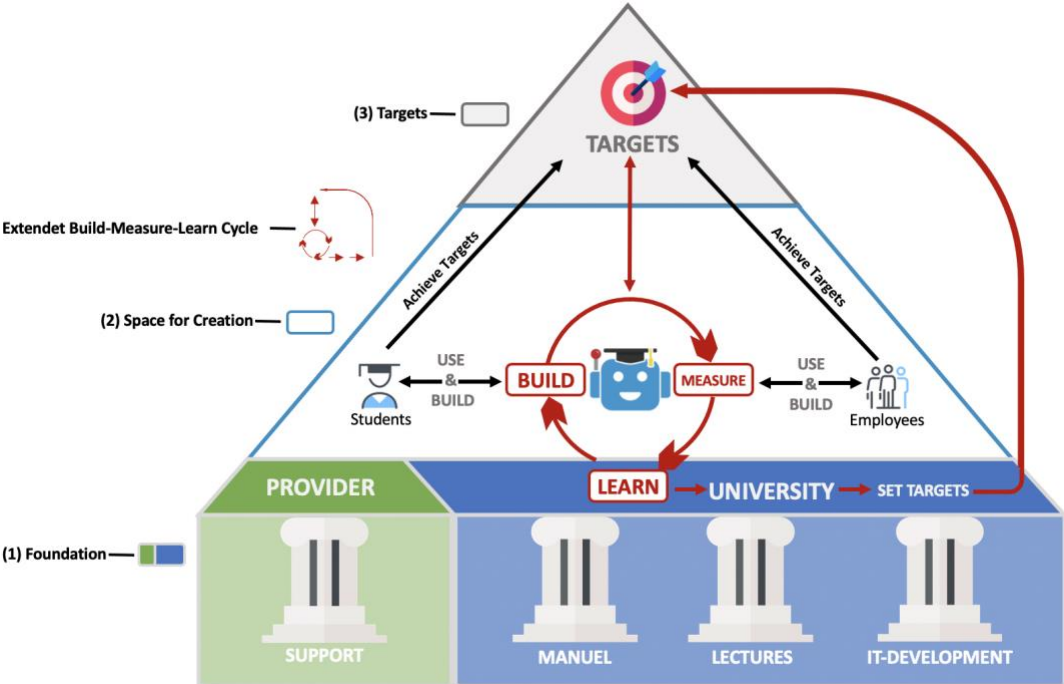 (3) Targets
TARGETS
Extendet Build-Measure-Learn Cycle
Achieve Targets
Achieve Targets
(2) Space for Creation
USE
&
BUILD
BUILD
MEASURE
USE
&
BUILD
Students
Employees
PROVIDER
LEARN
UNIVERSITY
SET TARGETS
(1) Foundation
SUPPORT
MANUEL
LECTURES
IT-DEVELOPMENT